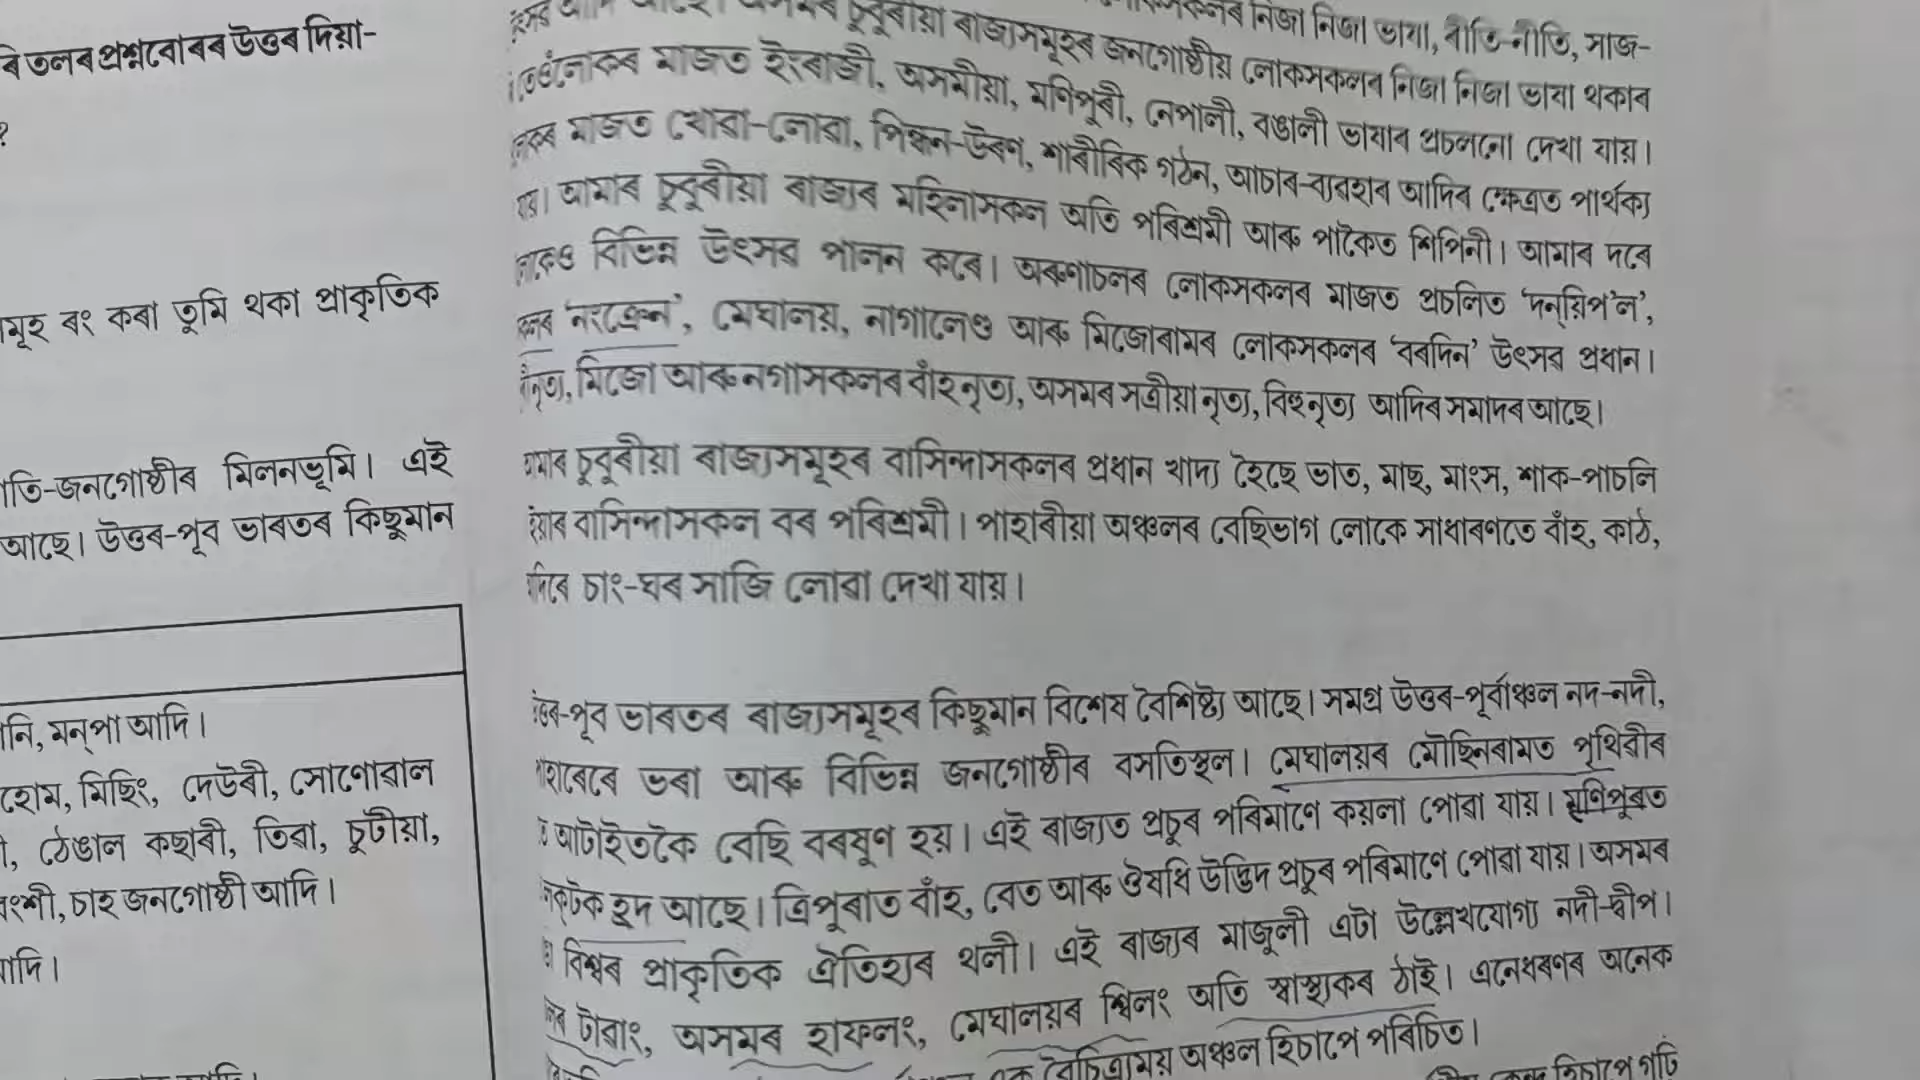 তলৰ প্ৰশ্নবোৰৰ উত্তৰ দিয়া-
?
ৰং কৰা তুমি থকা প্ৰাকৃতিক
জনগোষ্ঠীৰ মিলনভূমি। এই
আছে। উত্তৰ-পূব ভাৰতৰ কিছুমান
মন্‌পা আদি।
মিছিং, দেউৰী, সোণোৱাল
ঠেঙাল কছাৰী, তিৱা, চুটীয়া,
চাহ জনগোষ্ঠী আদি।
নিজা নিজা ভাষা, ৰীতি-নীতি, সাজ-
চুবুৰীয়া ৰাজ্যসমূহৰ জনগোষ্ঠীয় লোকসকলৰ নিজা নিজা ভাষা থকাৰ
মাজত ইংৰাজী, অসমীয়া, মণিপুৰী, নেপালী, বঙালী ভাষাৰ প্ৰচলনো দেখা যায়।
মাজত খোৱা-লোৱা, পিন্ধন-উৰণ, শাৰীৰিক গঠন, আচাৰ-ব্যৱহাৰ আদিৰ ক্ষেত্ৰত পাৰ্থক্য
আমাৰ চুবুৰীয়া ৰাজ্যৰ মহিলাসকল অতি পৰিশ্ৰমী আৰু পাকৈত শিপিনী। আমাৰ দৰে
বিভিন্ন উৎসৱ পালন কৰে। অৰুণাচলৰ লোকসকলৰ মাজত প্ৰচলিত ‘দন্‌য়িপ’ল’,
‘নংক্ৰেন’, মেঘালয়, নাগালেণ্ড আৰু মিজোৰামৰ লোকসকলৰ ‘বৰদিন’ উৎসৱ প্ৰধান।
মিজো আৰু নগাসকলৰ বাঁহনৃত্য, অসমৰ সত্ৰীয়া নৃত্য, বিহুনৃত্য আদিৰ সমাদৰ আছে।
চুবুৰীয়া ৰাজ্যসমূহৰ বাসিন্দাসকলৰ প্ৰধান খাদ্য হৈছে ভাত, মাছ, মাংস, শাক-পাচলি
বাসিন্দাসকল বৰ পৰিশ্ৰমী। পাহাৰীয়া অঞ্চলৰ বেছিভাগ লোকে সাধাৰণতে বাঁহ, কাঠ,
চাং-ঘৰ সাজি লোৱা দেখা যায়।
ভাৰতৰ ৰাজ্যসমূহৰ কিছুমান বিশেষ বৈশিষ্ট্য আছে। সমগ্ৰ উত্তৰ-পূৰ্বাঞ্চল নদ-নদী,
ভৰা আৰু বিভিন্ন জনগোষ্ঠীৰ বসতিস্থল। মেঘালয়ৰ মৌছিনৰামত পৃথিৱীৰ
আটাইতকৈ বেছি বৰষুণ হয়। এই ৰাজ্যত প্ৰচুৰ পৰিমাণে কয়লা পোৱা যায়। মণিপুৰত
হ্ৰদ আছে। ত্ৰিপুৰাত বাঁহ, বেত আৰু ঔষধি উদ্ভিদ প্ৰচুৰ পৰিমাণে পোৱা যায়। অসমৰ
বিশ্বৰ প্ৰাকৃতিক ঐতিহ্যৰ থলী। এই ৰাজ্যৰ মাজুলী এটা উল্লেখযোগ্য নদী-দ্বীপ।
টাৱাং, অসমৰ হাফলং, মেঘালয়ৰ শ্বিলং অতি স্বাস্থ্যকৰ ঠাই। এনেধৰণৰ অনেক
এক বৈচিত্ৰ্যময় অঞ্চল হিচাপে পৰিচিত।